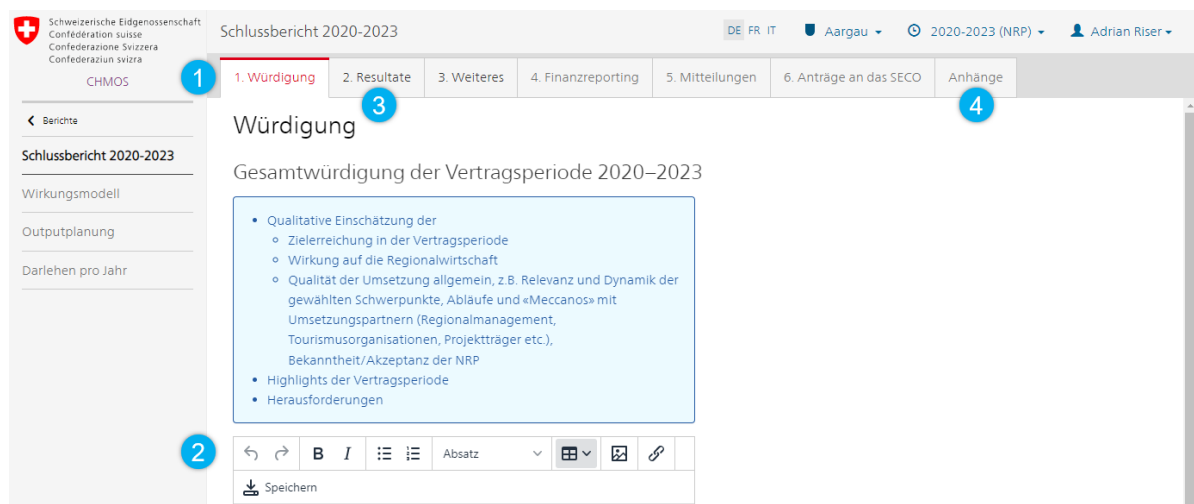 Schweizerische Eidgenossenschaft
Confédération suisse
Confederazione Svizzera
Confederaziun svizra
CHMOS
Schlussbericht 2020-2023
DE FR IT
Aargau
2020-2023 (NRP)
Adrian Riser
1
1. Würdigung
2. Resultate
3. Weiteres
4. Finanzreporting
5. Mitteilungen
6. Anträge an das SECO
Anhänge
3
4
Berichte
Schlussbericht 2020-2023
Wirkungsmodell
Outputplanung
Darlehen pro Jahr
Würdigung
Gesamtwürdigung der Vertragsperiode 2020–2023
• Qualitative Einschätzung der
◦ Zielerreichung in der Vertragsperiode
◦ Wirkung auf die Regionalwirtschaft
◦ Qualität der Umsetzung allgemein, z.B. Relevanz und Dynamik der
gewählten Schwerpunkte, Abläufe und «Meccanos» mit
Umsetzungspartnern (Regionalmanagement,
Tourismusorganisationen, Projektträger etc.),
Bekanntheit/Akzeptanz der NRP
• Highlights der Vertragsperiode
• Herausforderungen
2
B I
Absatz
Speichern